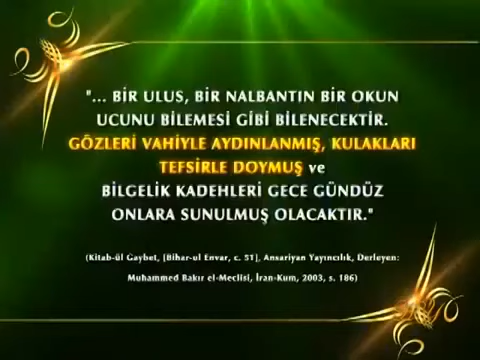 "... BİR ULUS, BİR NALBANTIN BİR OKUN
UCUNU BİLEMESİ GİBİ BİLENECEKTİR.
GÖZLERİ VAHİYLE AYDINLANMIŞ, KULAKLARI
TEFSİRLE DOYMUŞ ve
BİLGELİK KADEHLERİ GECE GÜNDÜZ
ONLARA SUNULMUŞ OLACAKTIR."
(Kitab-ül Gaybet, [Bihar-ul Envar, c. 51], Ansariyan Yayıncılık, Derleyen:
Muhammed Bakır el-Meclisi, İran-Kum, 2003, s. 186)